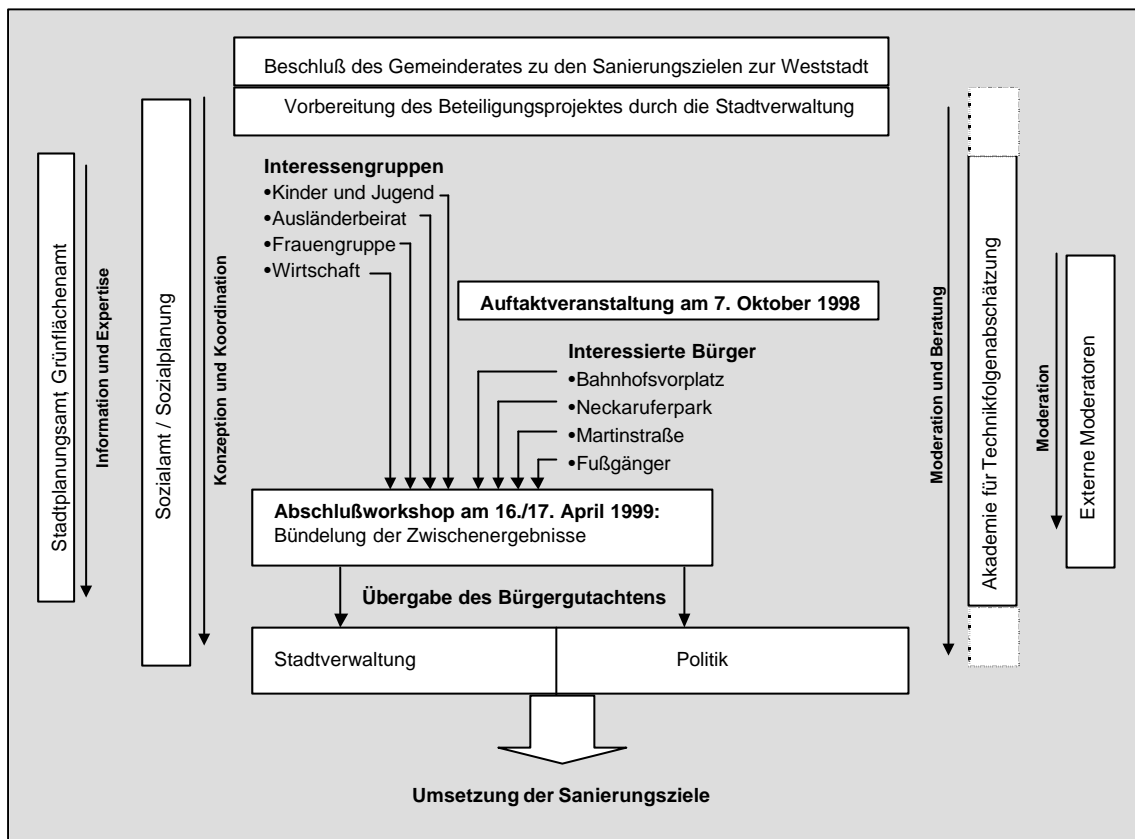 Beschluß des Gemeinderates zu den Sanierungszielen zur Weststadt
Vorbereitung des Beteiligungsprojektes durch die Stadtverwaltung
Stadtplanungsamt, Grünflächenamt
Information und Expertise
Sozialamt / Sozialplanung
Konzeption und Koordination
Interessengruppen
•Kinder und Jugend
•Ausländerbeirat
•Frauengruppe
•Wirtschaft
Auftaktveranstaltung am 7. Oktober 1998
Interessierte Bürger
•Bahnhofsvorplatz
•Neckaruferpark
•Martinstraße
•Fußgänger
Abschlußworkshop am 16./17. April 1999:
Bündelung der Zwischenergebnisse
Übergabe des Bürgergutachtens
Stadtverwaltung
Politik
Umsetzung der Sanierungsziele
Moderation und Beratung
Akademie für Technikfolgenabschätzung
Moderation
Externe Moderatoren